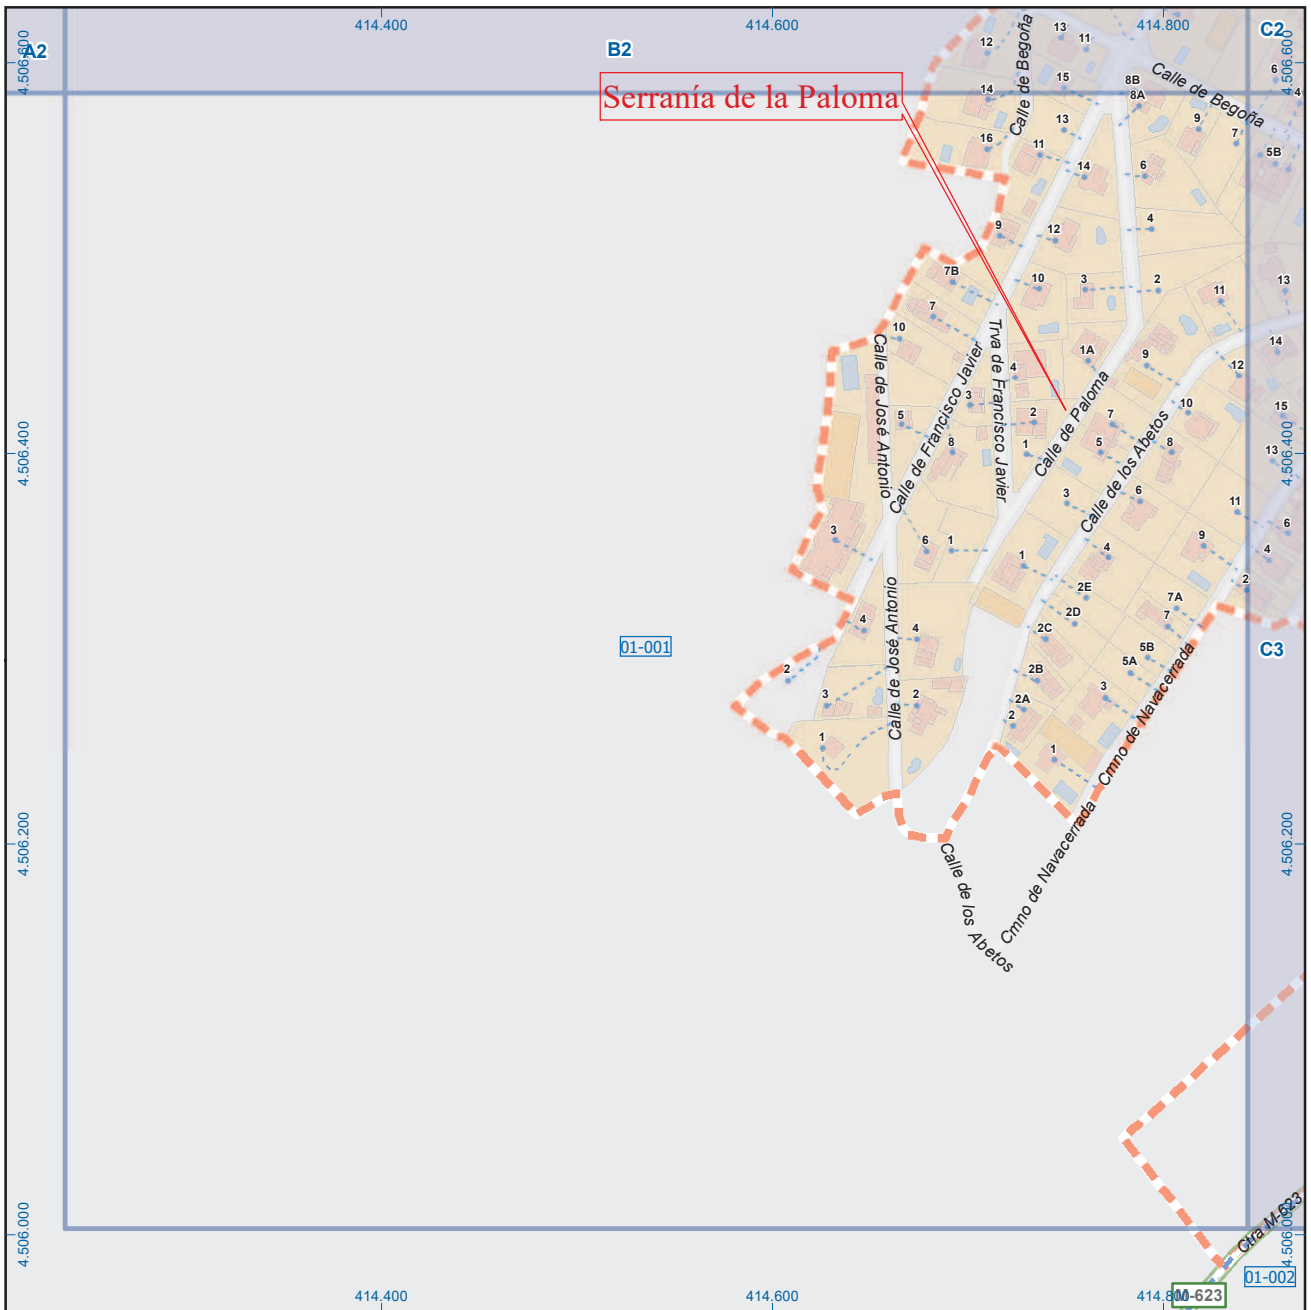 414.400
414.600
414.800
A2
B2
C2
4.506.600
4.506.600
Serranía de la Paloma
Calle de Begoña
Calle de Begoña
12
13
11
14
15
8B
8A
6
4
16
13
11
14
6
9
7
5B
9
12
4
7B
10
3
2
11
13
7
10
4
1A
9
12
14
3
5
8
2
1
7
5
10
8
15
13
Calle de José Antonio
Calle de Francisco Javier
Trva de Francisco Javier
Calle de Paloma
Calle de los Abetos
4.506.400
4.506.400
3
6
1
3
6
11
9
6
4
2
1
4
2E
2D
2C
2B
2A
2
7A
7
5B
5A
3
1
4
4
2
3
2
1
Calle de José Antonio
01-001
C3
Cmno de Navacerrada
Cmno de Navacerrada
Calle de los Abetos
4.506.200
4.506.200
4.506.000
4.506.000
Ctra M-623
01-002
M-623
414.400
414.600
414.800